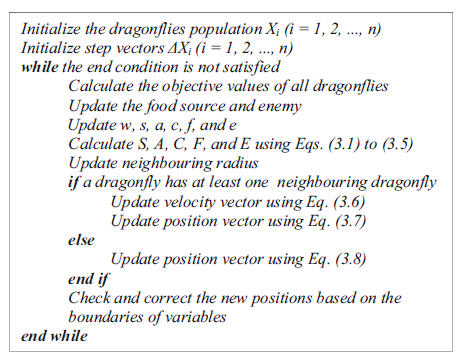 Initialize the dragonflies population Xi (i = 1, 2, ..., n)
Initialize step vectors ΔXi (i = 1, 2, ..., n)
while the end condition is not satisfied
Calculate the objective values of all dragonflies
Update the food source and enemy
Update w, s, a, c, f, and e
Calculate S, A, C, F, and E using Eqs. (3.1) to (3.5)
Update neighbouring radius
if a dragonfly has at least one neighbouring dragonfly
Update velocity vector using Eq. (3.6)
Update position vector using Eq. (3.7)
else
Update position vector using Eq. (3.8)
end if
Check and correct the new positions based on the
boundaries of variables
end while